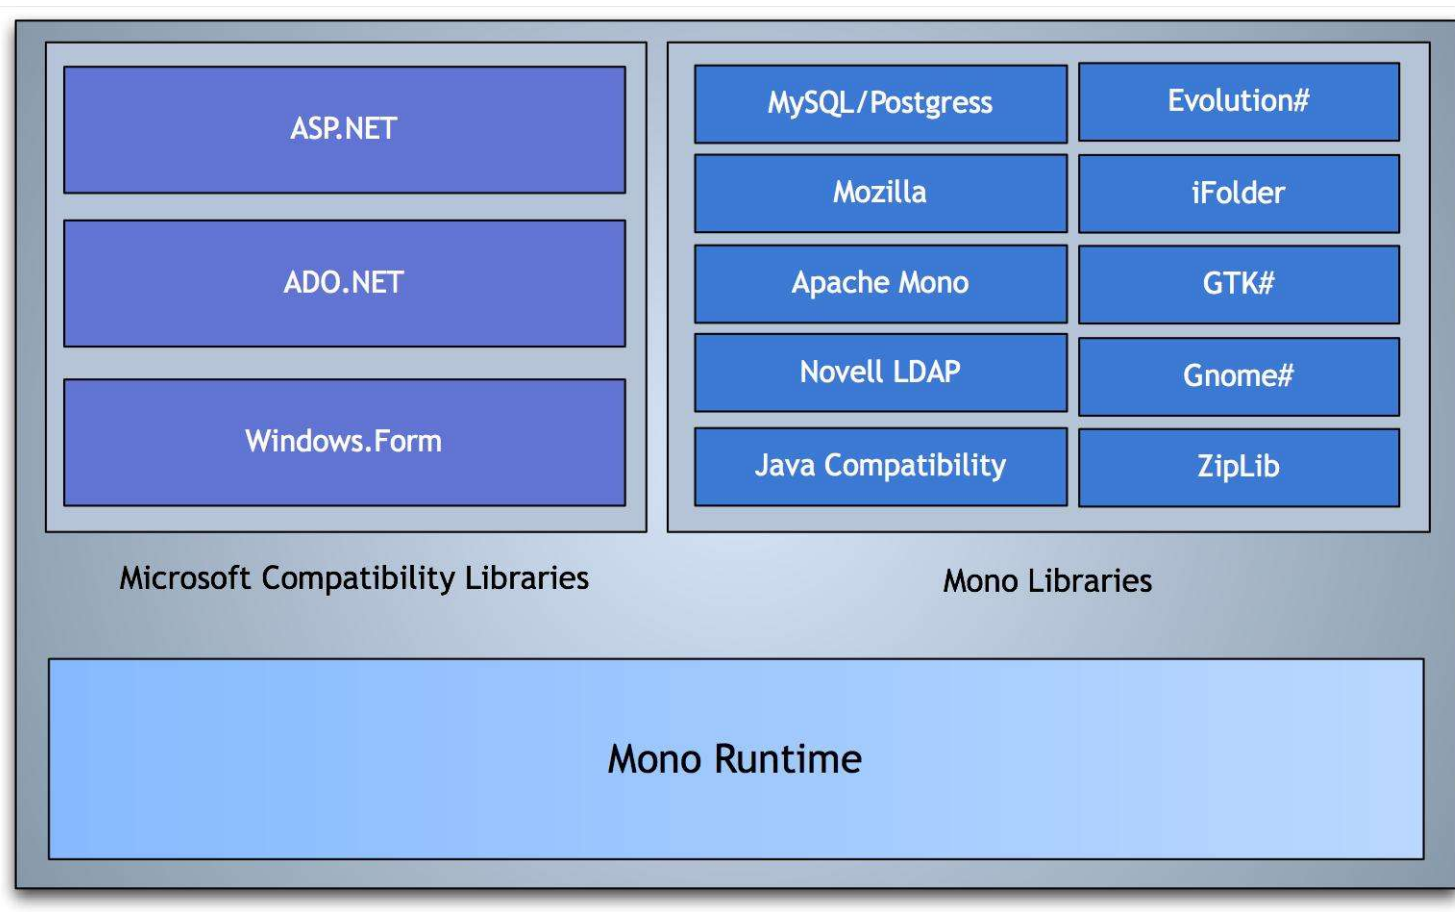 ASP.NET
ADO.NET
Windows.Form
Microsoft Compatibility Libraries
MySQL/Postgress
Evolution#
Mozilla
iFolder
Apache Mono
GTK#
Novell LDAP
Gnome#
Java Compatibility
ZipLib
Mono Libraries
Mono Runtime